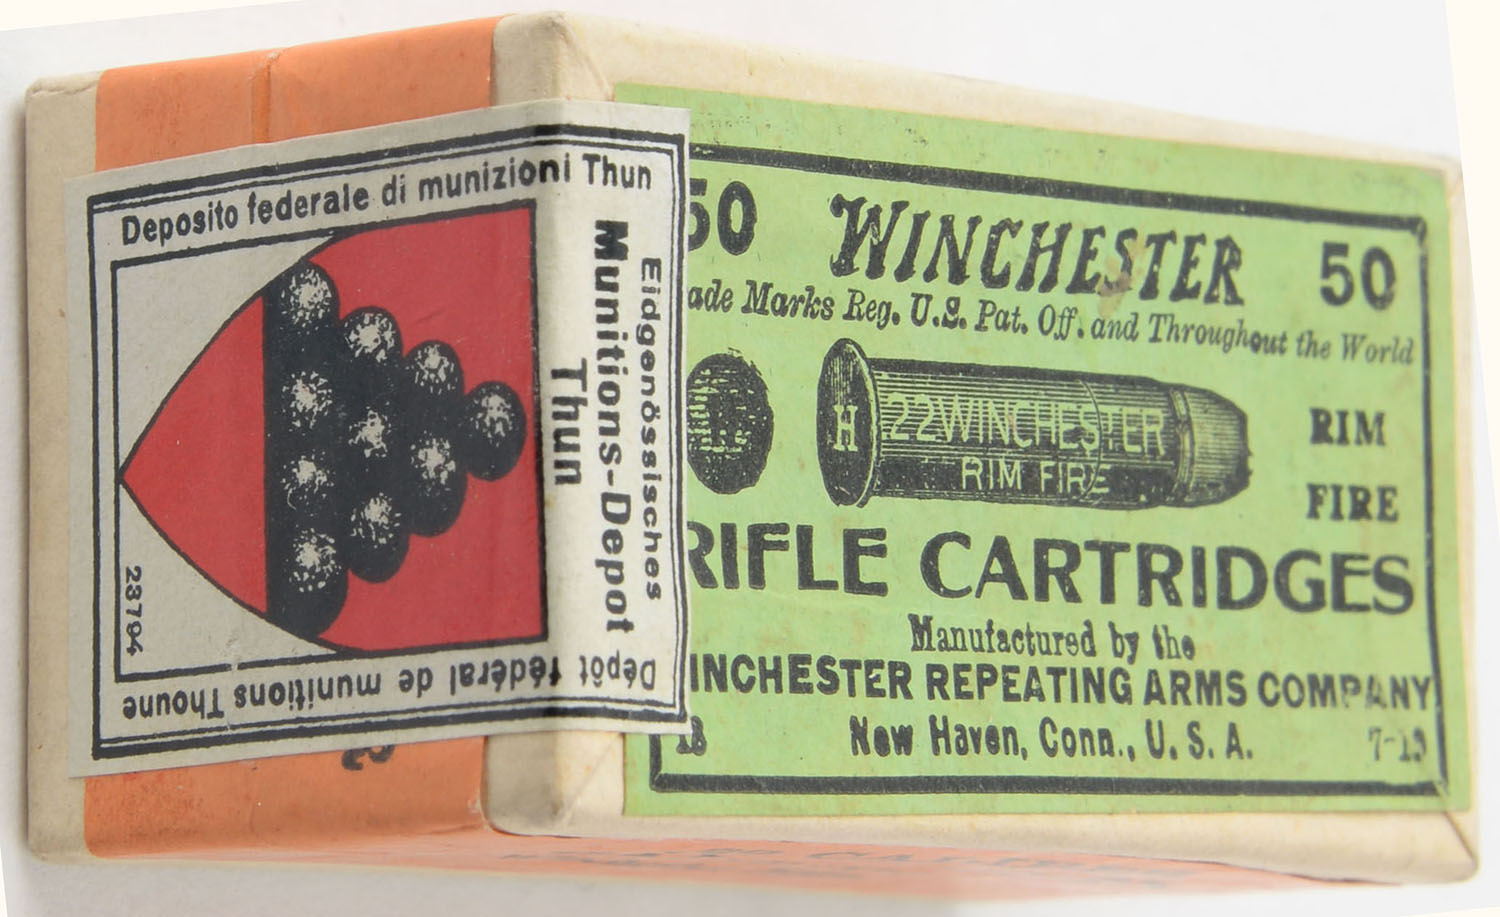 Deposito federale di munizioni Thun
Eidgenössisches
Munitions-Depot
Thun
Dépôt fédéral de munitions Thoune
23794
50 WINCHESTER 50
ade Marks Reg. U.S. Pat. Off. and Throughout the World
H
22 WINCHESTER
RIM FIRE
RIM
FIRE
RIFLE CARTRIDGES
Manufactured by the
INCHESTER REPEATING ARMS COMPANY
New Haven, Conn., U. S. A.